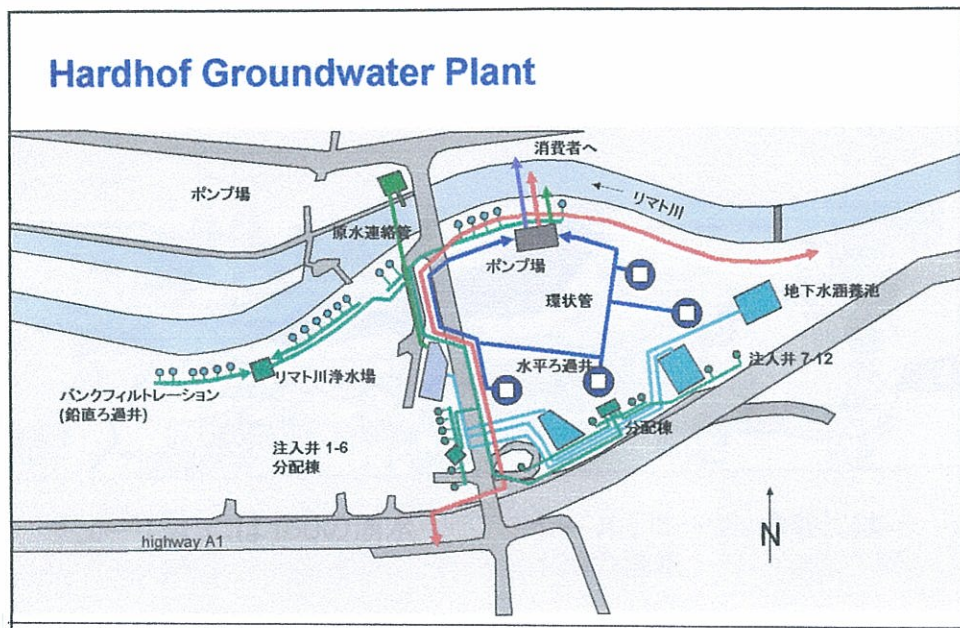 Hardhof Groundwater Plant
消費者へ
ポンプ場
リマト川
原水連絡管
ポンプ場
地下水涵養池
環状管
注入井 7-12
水平ろ過井
リマト川浄水場
バンクフィルトレーション
(鉛直ろ過井)
分配棟
注入井 1-6
分配棟
highway A1
N